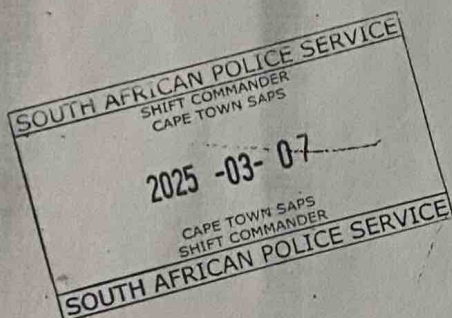 SOUTH AFRICAN POLICE SERVICE
SHIFT COMMANDER
CAPE TOWN SAPS
2025 -03- 07
CAPE TOWN SAPS
SHIFT COMMANDER
SOUTH AFRICAN POLICE SERVICE